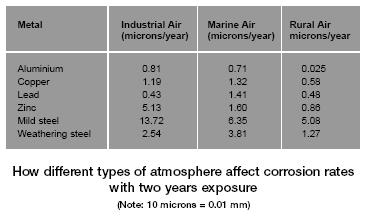 Metal Industrial Air Marine Air Rural Air
(microns/year) (microns/year) microns/year
Aluminium 0.81 0.71 0.025
Copper 1.19 1.32 0.58
Lead 0.43 1.41 0.48
Zinc 5.13 1.60 0.86
Mild steel 13.72 6.35 5.08
Weathering steel 2.54 3.81 1.27
How different types of atmosphere affect corrosion rates
with two years exposure
(Note: 10 microns = 0.01 mm)